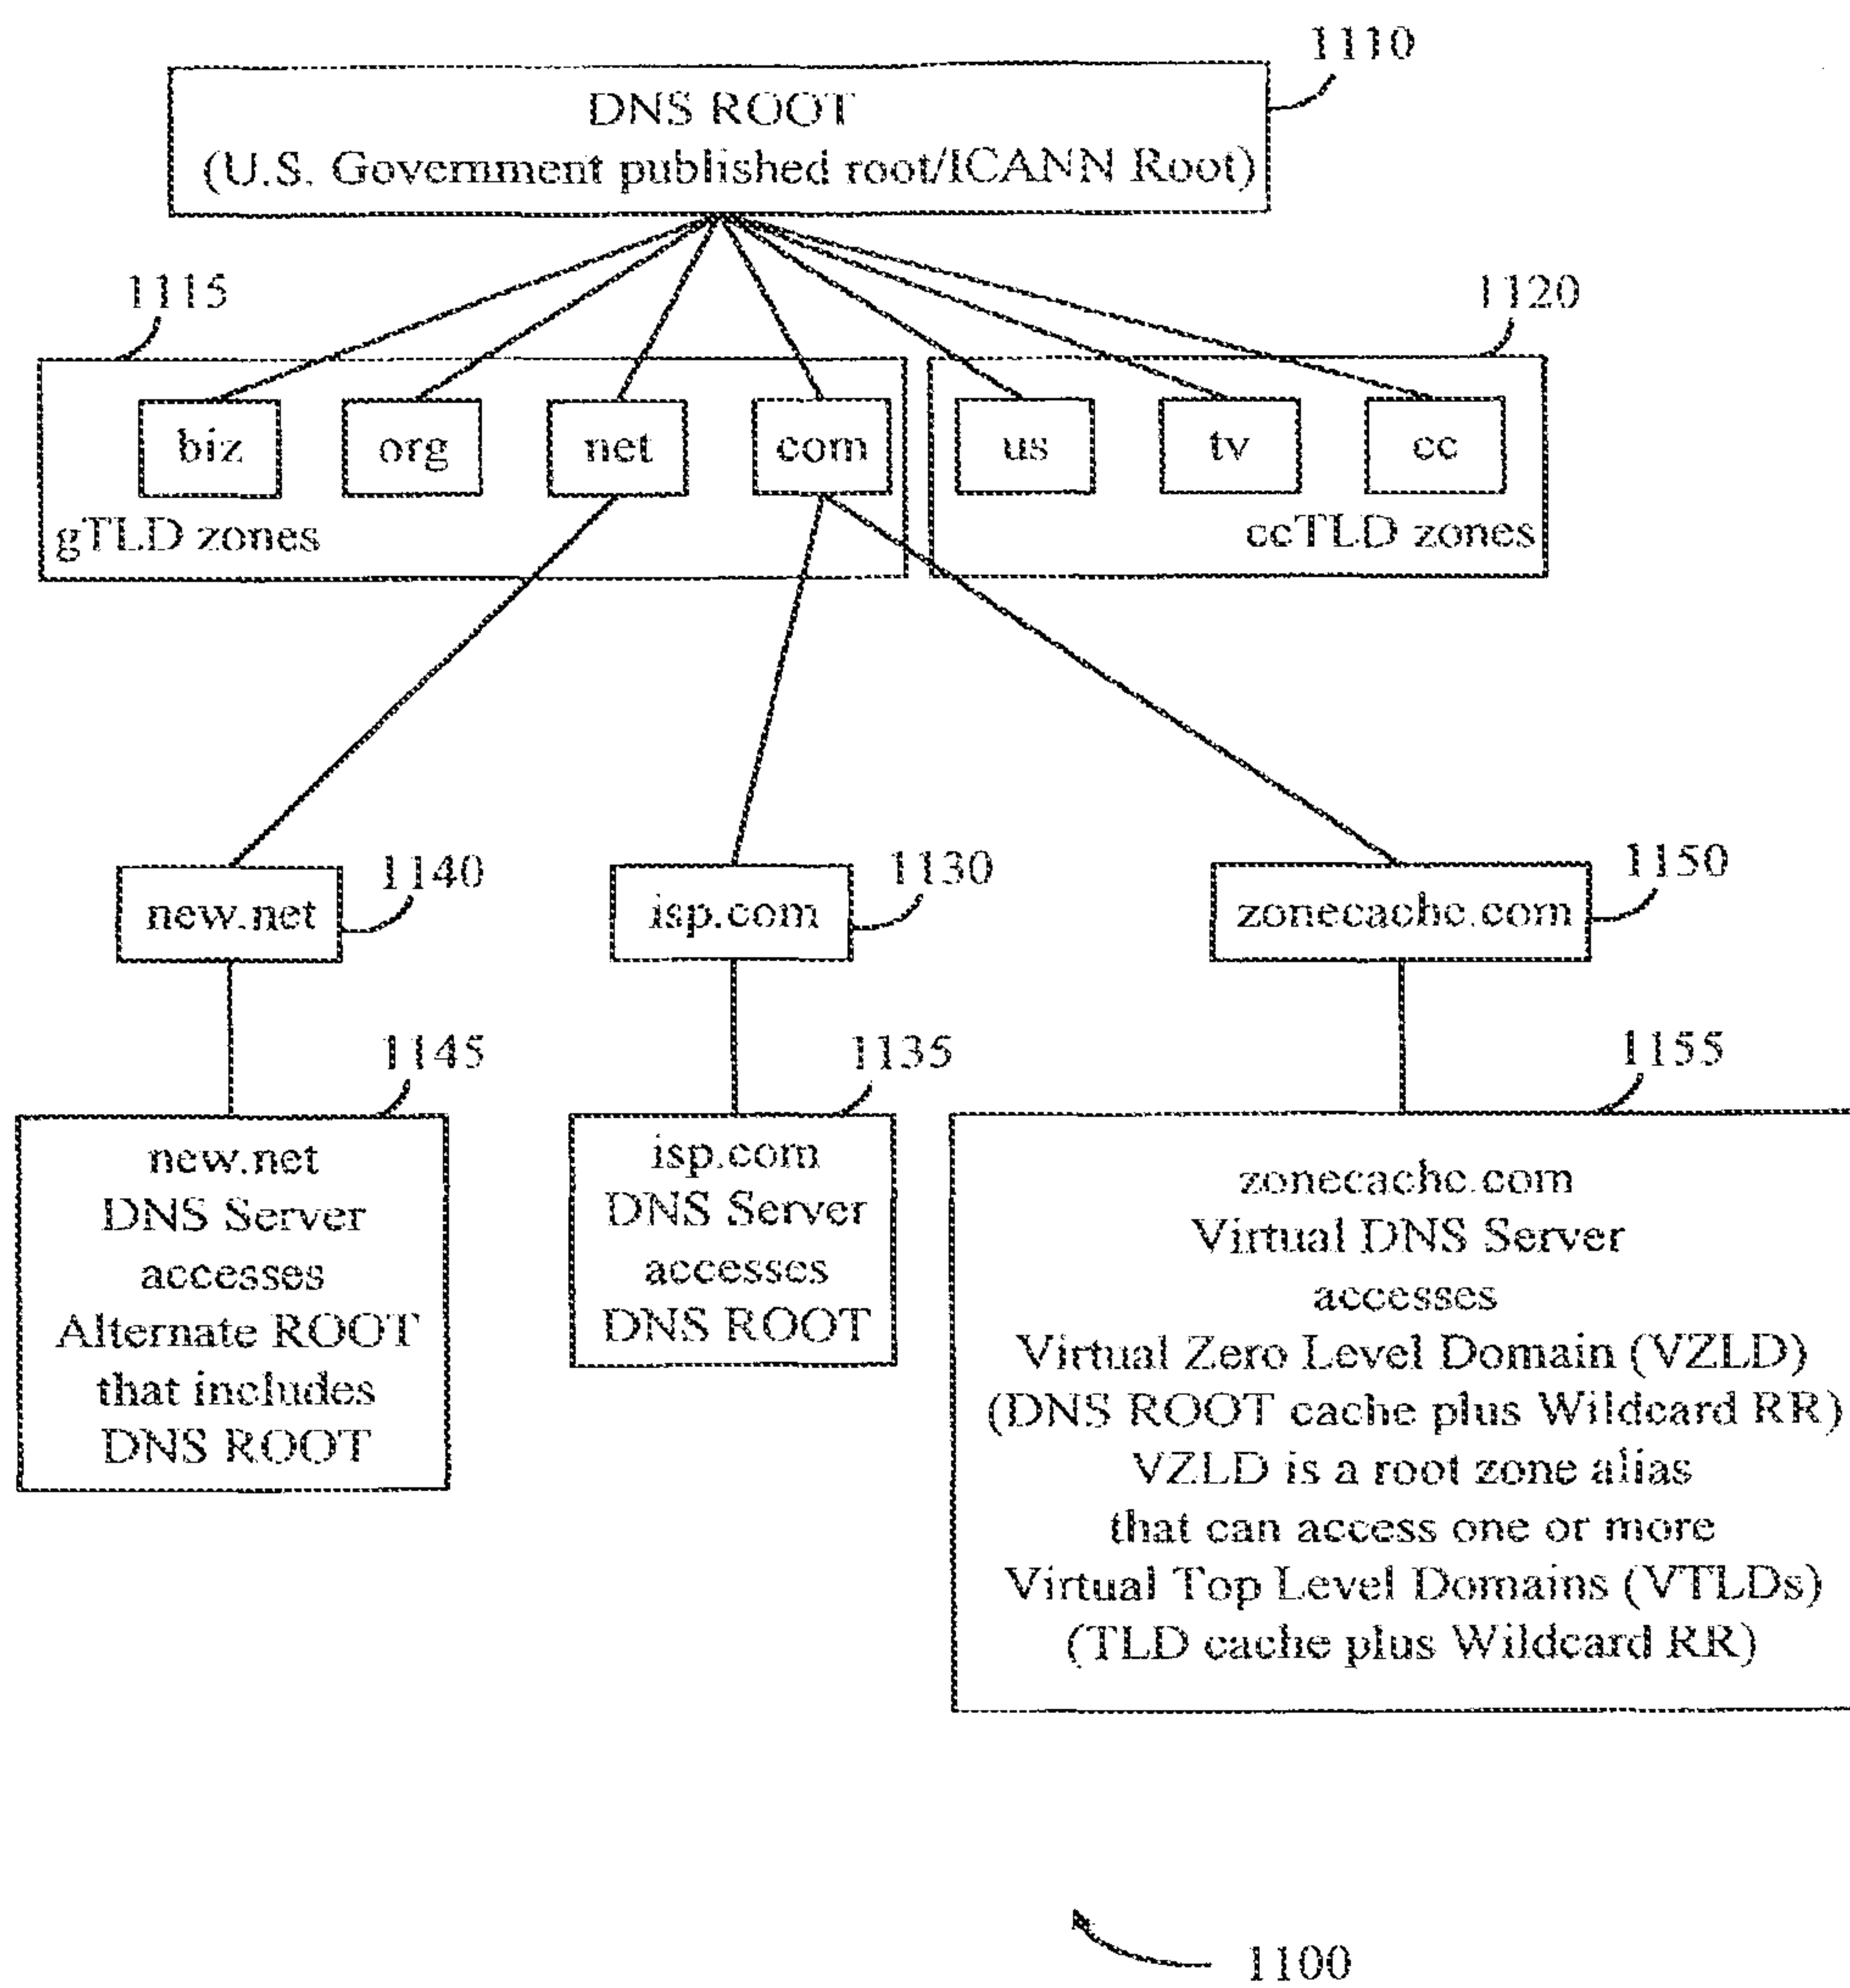 1110
DNS ROOT
(U.S. Government published root/ICANN Root)
1115
1120
biz
org
net
com
us
tv
cc
gTLD zones
ccTLD zones
new.net
1140
isp.com
1130
zonecache.com
1150
1145
1135
1155
new.net
DNS Server
accesses
Alternate ROOT
that includes
DNS ROOT
isp.com
DNS Server
accesses
DNS ROOT
zonecache.com
Virtual DNS Server
accesses
Virtual Zero Level Domain (VZLD)
(DNS ROOT cache plus Wildcard RR)
VZLD is a root zone alias
that can access one or more
Virtual Top Level Domains (VTLDs)
(TLD cache plus Wildcard RR)
1100